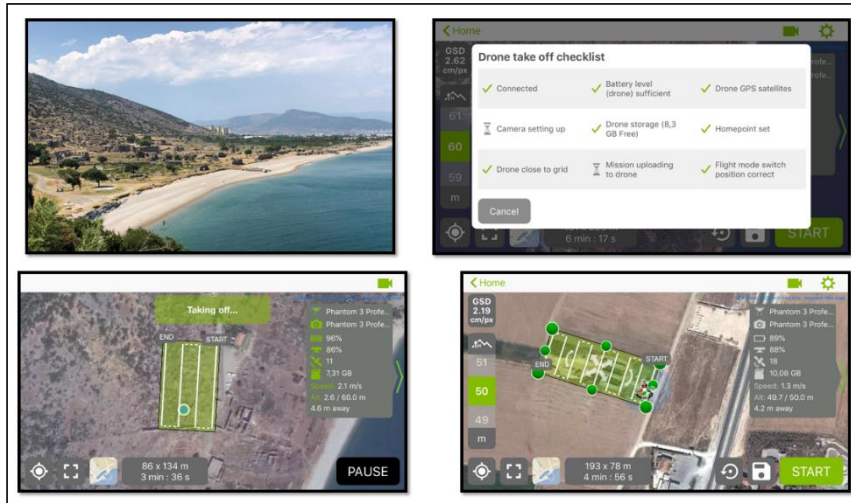 Home
GSD
2.62
cm/px
61
60
59
m
Drone take off checklist
Connected
Battery level
(drone) sufficient
Drone GPS satellites
Camera setting up
Drone storage (8,3
GB Free)
Homepoint set
Drone close to grid
Mission uploading
to drone
Flight mode switch
position correct
Cancel
6 min : 17 s
START
Taking off...
END
START
Phantom 3 Profe...
Phantom 3 Profe...
96%
86%
11
7,31 GB
Speed: 2.1 m/s
Alt: 2.6 / 60.0 m
4.6 m away
86 x 134 m
3 min : 36 s
PAUSE
Home
GSD
2.19
cm/px
51
50
49
m
END
START
Phantom 3 Profe...
Phantom 3 Profe...
89%
88%
18
10,08 GB
Speed: 1.3 m/s
Alt: 49.7 / 50.0 m
4.2 m away
193 x 78 m
4 min : 56 s
START